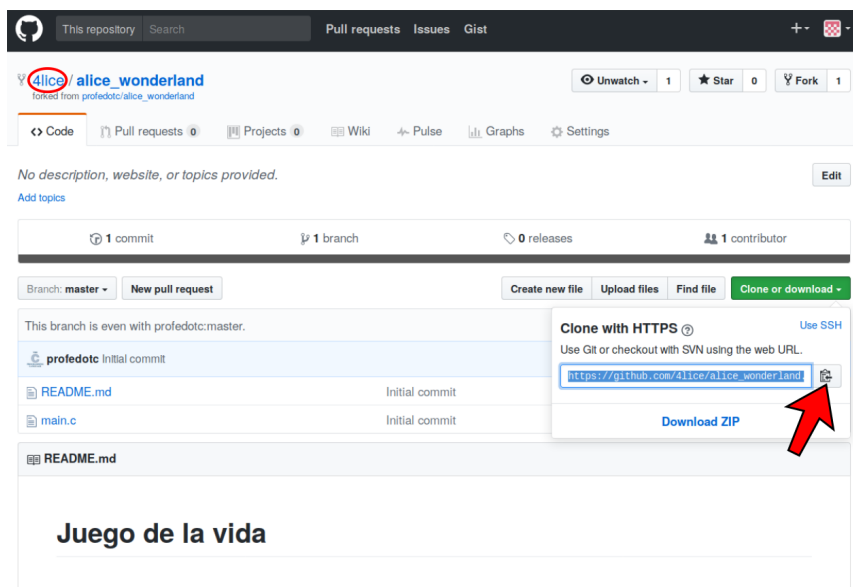 This repository Search Pull requests Issues Gist
4lice / alice_wonderland Unwatch 1 Star 0 Fork 1
forked from profedotc/alice_wonderland
Code Pull requests 0 Projects 0 Wiki Pulse Graphs Settings
No description, website, or topics provided. Edit
Add topics
1 commit 1 branch 0 releases 1 contributor
Branch: master New pull request Create new file Upload files Find file Clone or download
This branch is even with profedotc:master.
Clone with HTTPS ? Use SSH
Use Git or checkout with SVN using the web URL.
https://github.com/4lice/alice_wonderland.
Download ZIP
profedotc Initial commit
README.md Initial commit
main.c Initial commit
README.md
Juego de la vida